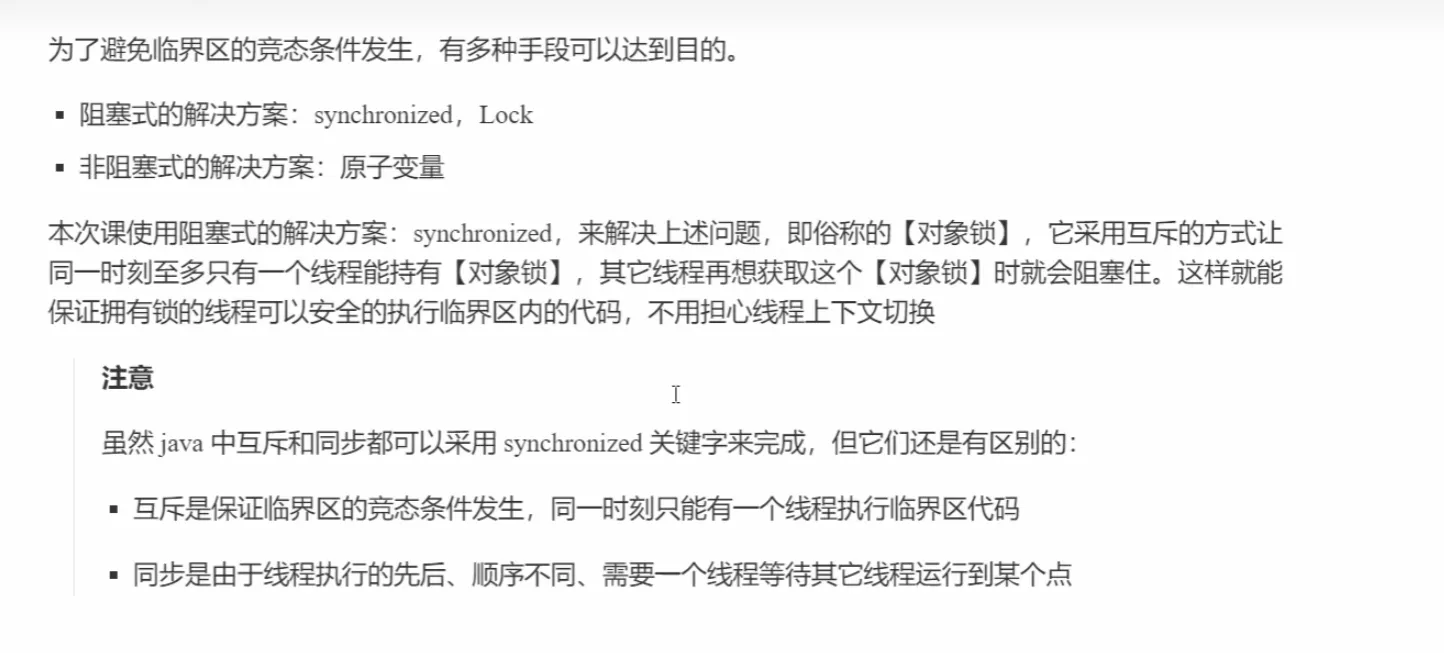 为了避免临界区的竞态条件发生，有多种手段可以达到目的。
▪ 阻塞式的解决方案：synchronized，Lock
▪ 非阻塞式的解决方案：原子变量
本次课使用阻塞式的解决方案：synchronized，来解决上述问题，即俗称的【对象锁】，它采用互斥的方式让
同一时刻至多只有一个线程能持有【对象锁】，其它线程再想获取这个【对象锁】时就会阻塞住。这样就能
保证拥有锁的线程可以安全的执行临界区内的代码，不用担心线程上下文切换
注意
虽然 java 中互斥和同步都可以采用 synchronized 关键字来完成，但它们还是有区别的：
▪ 互斥是保证临界区的竞态条件发生，同一时刻只能有一个线程执行临界区代码
▪ 同步是由于线程执行的先后、顺序不同、需要一个线程等待其它线程运行到某个点